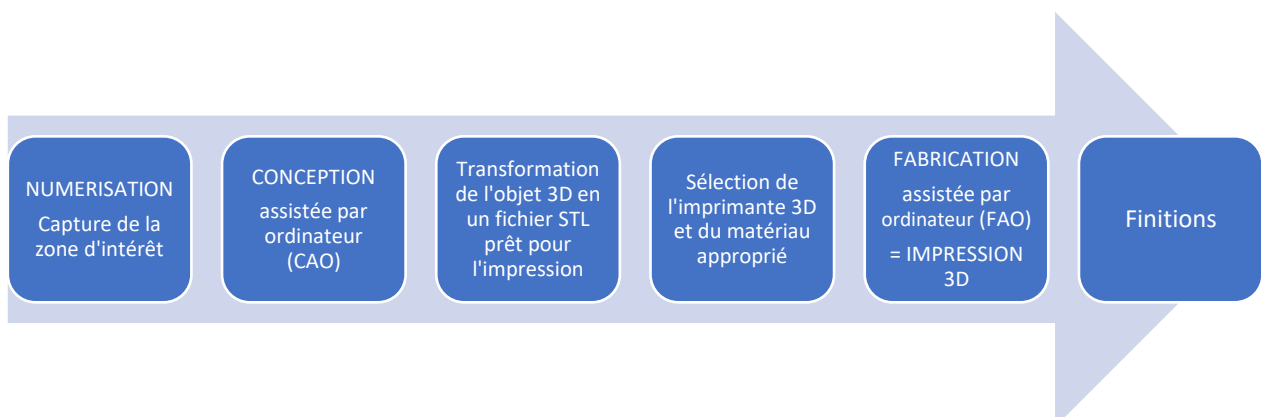 NUMERISATION
Capture de la
zone d'intérêt
CONCEPTION
assistée par
ordinateur
(CAO)
Transformation
de l'objet 3D en
un fichier STL
prêt pour
l'impression
Sélection de
l'imprimante 3D
et du matériau
approprié
FABRICATION
assistée par
ordinateur (FAO)
= IMPRESSION
3D
Finitions